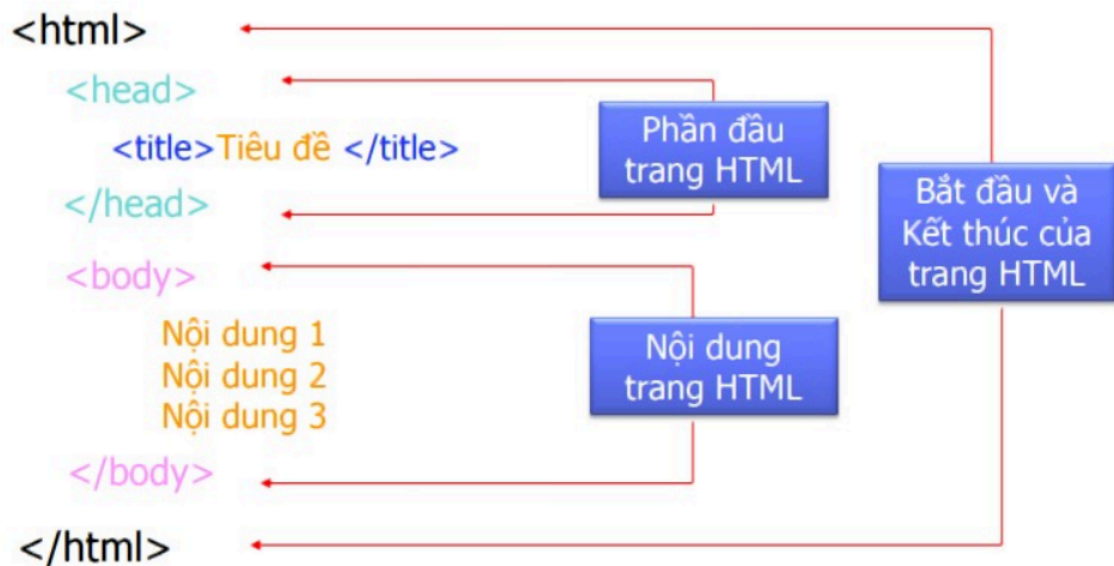 <html>
<head>
<title>Tiêu đề </title>
</head>
<body>
Nội dung 1
Nội dung 2
Nội dung 3
</body>
</html>
Phần đầu
trang HTML
Nội dung
trang HTML
Bắt đầu và
Kết thúc của
trang HTML